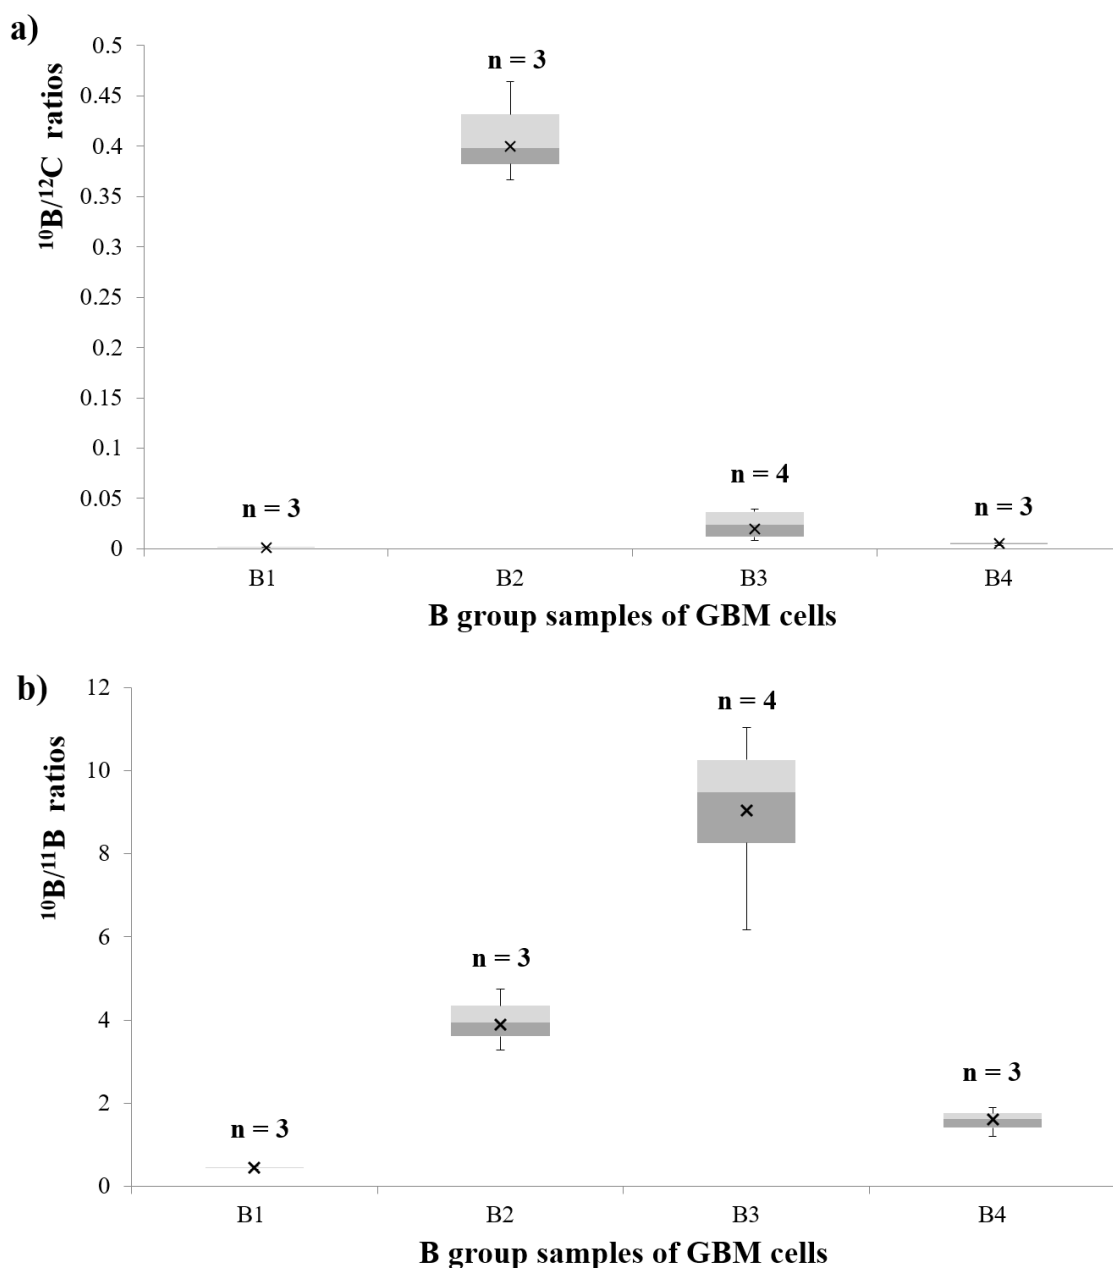 a)
¹⁰B/¹²C ratios
0.5
0.45
0.4
0.35
0.3
0.25
0.2
0.15
0.1
0.05
0
n = 3
n = 3
n = 4
n = 3
B1 B2 B3 B4
B group samples of GBM cells
b)
¹⁰B/¹¹B ratios
12
10
8
6
4
2
0
n = 3
n = 3
n = 4
n = 3
B1 B2 B3 B4
B group samples of GBM cells